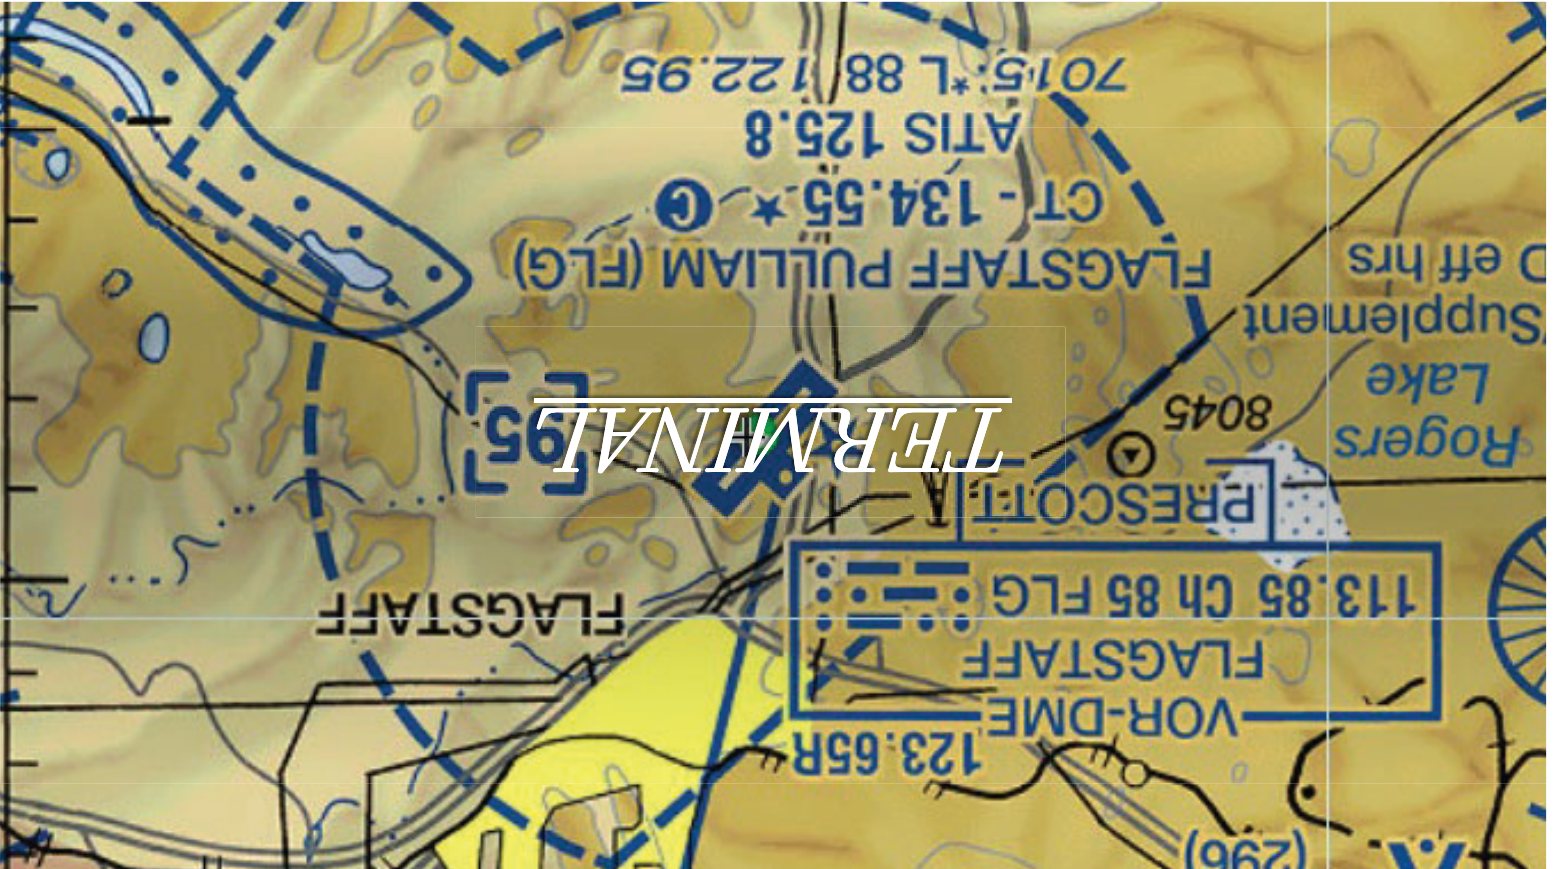 (296)
123.65R
VOR-DME
FLAGSTAFF
113.85 Ch 85 FLG
FLAGSTAFF
PRESCOTT
Rogers
Lake
8045
TERMINAL
95
/Supplement
D eff hrs
FLAGSTAFF PULLIAM (FLG)
CT - 134.55 ★ C
ATIS 125.8
7015 *L 88 122.95